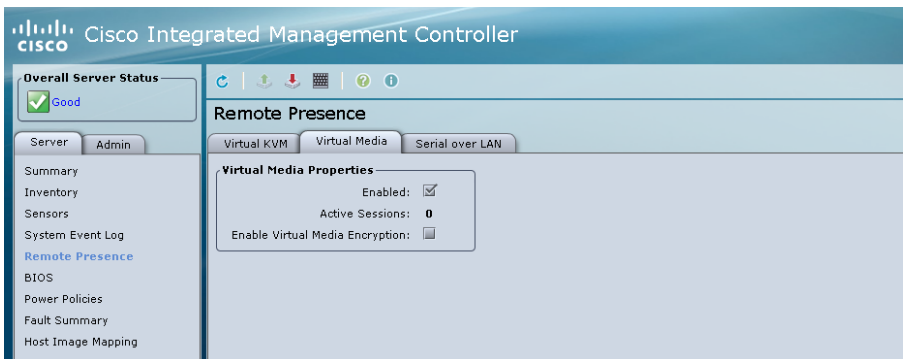 cisco Cisco Integrated Management Controller
Overall Server Status
Good
Server Admin
Summary
Inventory
Sensors
System Event Log
Remote Presence
BIOS
Power Policies
Fault Summary
Host Image Mapping
Remote Presence
Virtual KVM Virtual Media Serial over LAN
Virtual Media Properties
Enabled:
Active Sessions: 0
Enable Virtual Media Encryption: